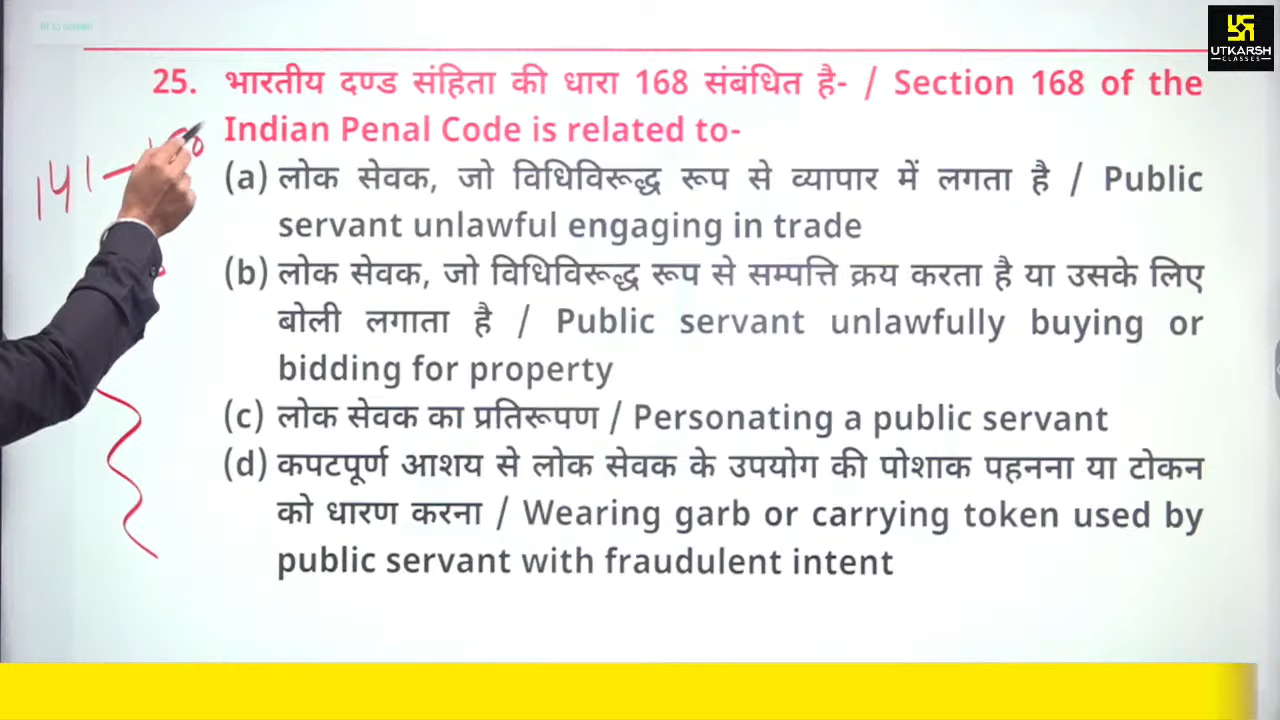 Fit to screen
UTKARSH
CLASSES
25. भारतीय दण्ड संहिता की धारा 168 संबंधित है- / Section 168 of the
Indian Penal Code is related to-
141 –
(a) लोक सेवक, जो विधिविरूद्ध रूप से व्यापार में लगता है / Public
servant unlawful engaging in trade
(b) लोक सेवक, जो विधिविरूद्ध रूप से सम्पत्ति क्रय करता है या उसके लिए
बोली लगाता है / Public servant unlawfully buying or
bidding for property
(c) लोक सेवक का प्रतिरूपण / Personating a public servant
(d) कपटपूर्ण आशय से लोक सेवक के उपयोग की पोशाक पहनना या टोकन
को धारण करना / Wearing garb or carrying token used by
public servant with fraudulent intent